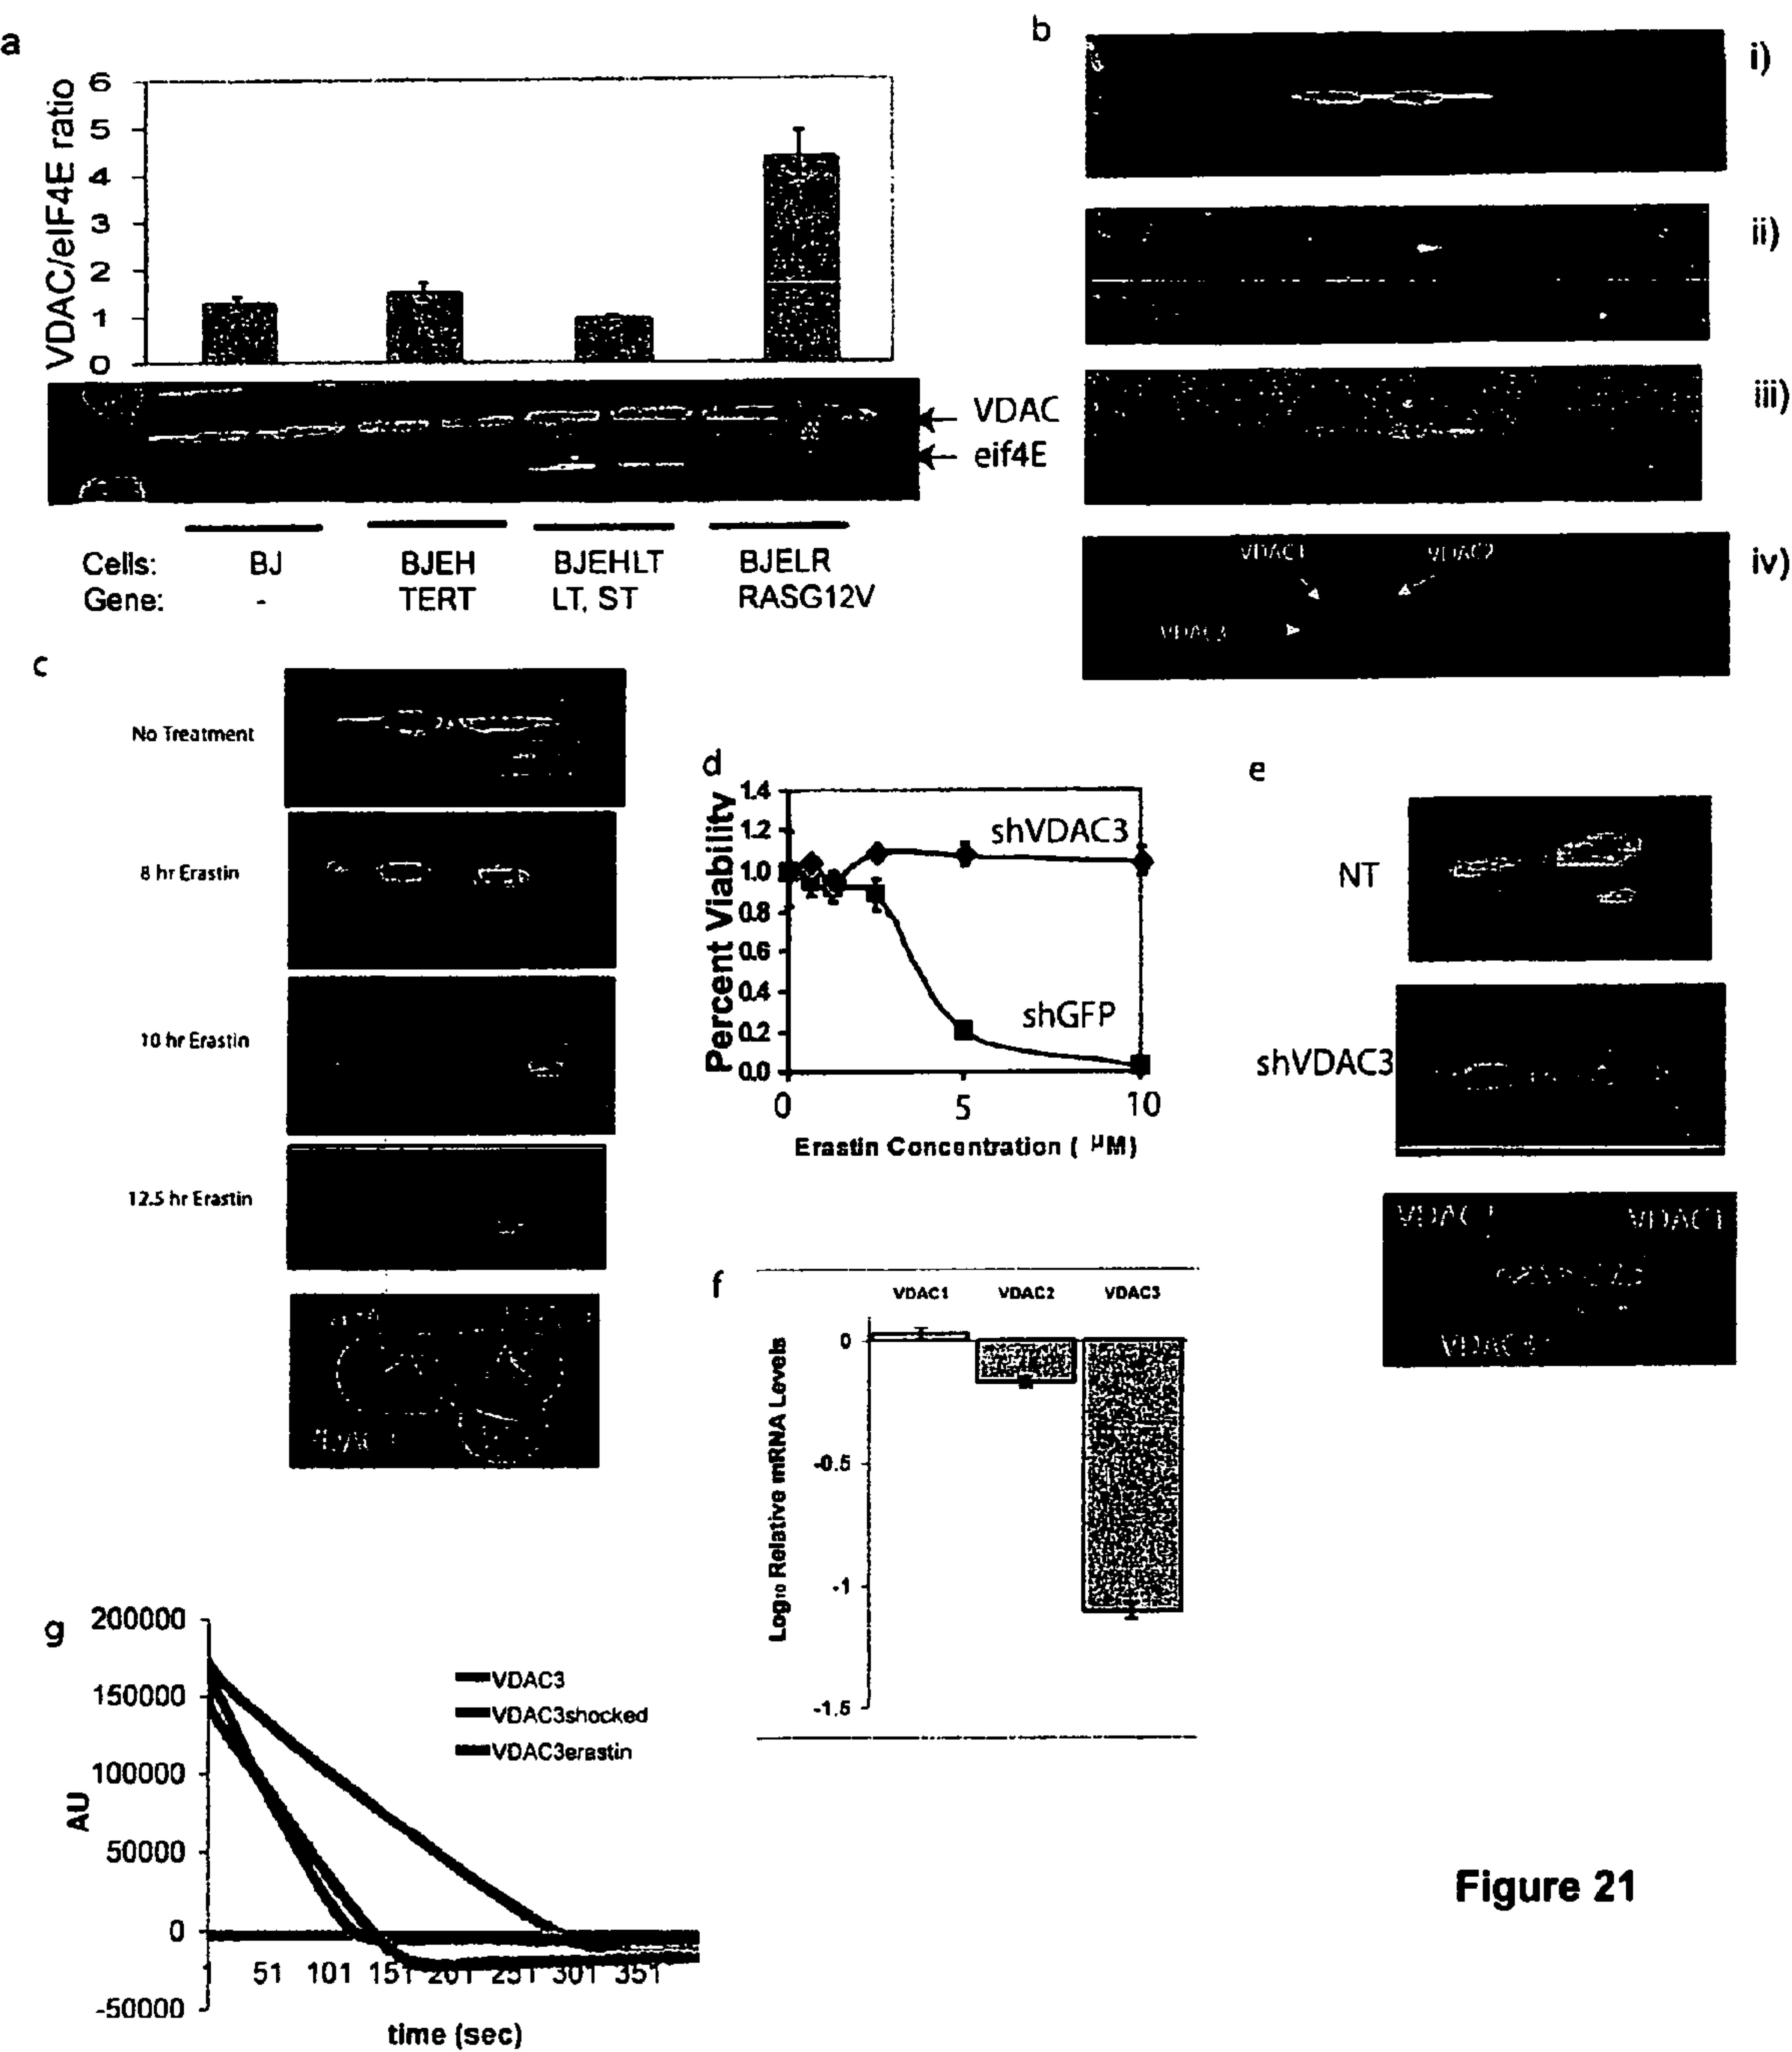 a
VDAC/eIF4E ratio
6
5
4
3
2
1
0
VDAC
eif4E
Cells: BJ BJEH BJEHLT BJELR
Gene: - TERT LT, ST RASG12V
b
i)
ii)
iii)
iv)
VDAC1 VDAC2
VDAC3
c
No Treatment
8 hr Erastin
10 hr Erastin
12.5 hr Erastin
d
Percent Viability
1.4
1.2
1.0
0.8
0.6
0.4
0.2
0.0
shVDAC3
shGFP
0 5 10
Erastin Concentration ( µM)
e
NT
shVDAC3
f
VDAC1 VDAC2 VDAC3
Log10 Relative mRNA Levels
0
-0.5
-1
-1.5
g
200000
150000
100000
50000
0
-50000
AU
VDAC3
VDAC3shocked
VDAC3erastin
1 51 101 151 201 251 301 351
time (sec)
Figure 21